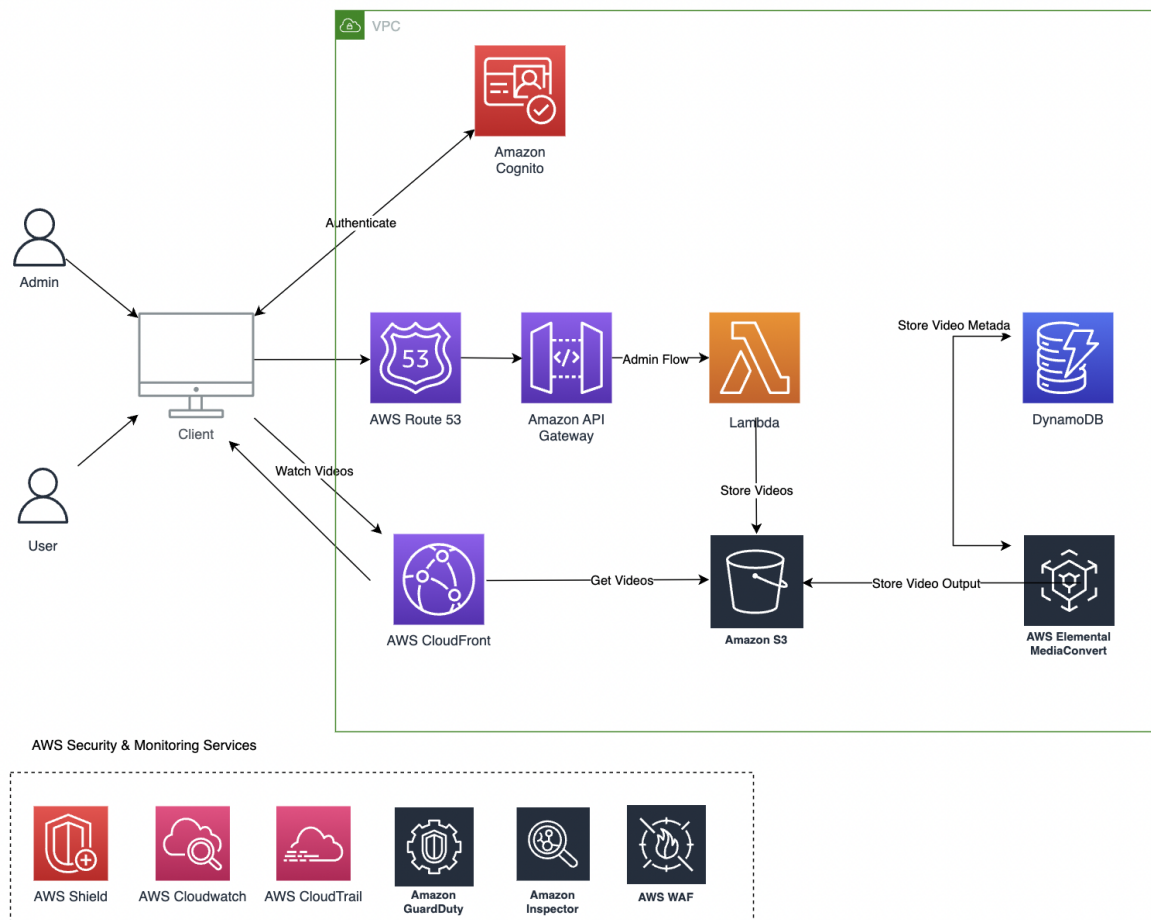 VPC
Amazon
Cognito
Authenticate
Admin
Store Video Metada
53
Admin Flow
AWS Route 53
Amazon API
Gateway
Lambda
DynamoDB
Client
Watch Videos
Store Videos
User
Get Videos
Store Video Output
AWS CloudFront
Amazon S3
AWS Elemental
MediaConvert
AWS Security & Monitoring Services
AWS Shield
AWS Cloudwatch
AWS CloudTrail
Amazon
GuardDuty
Amazon
Inspector
AWS WAF